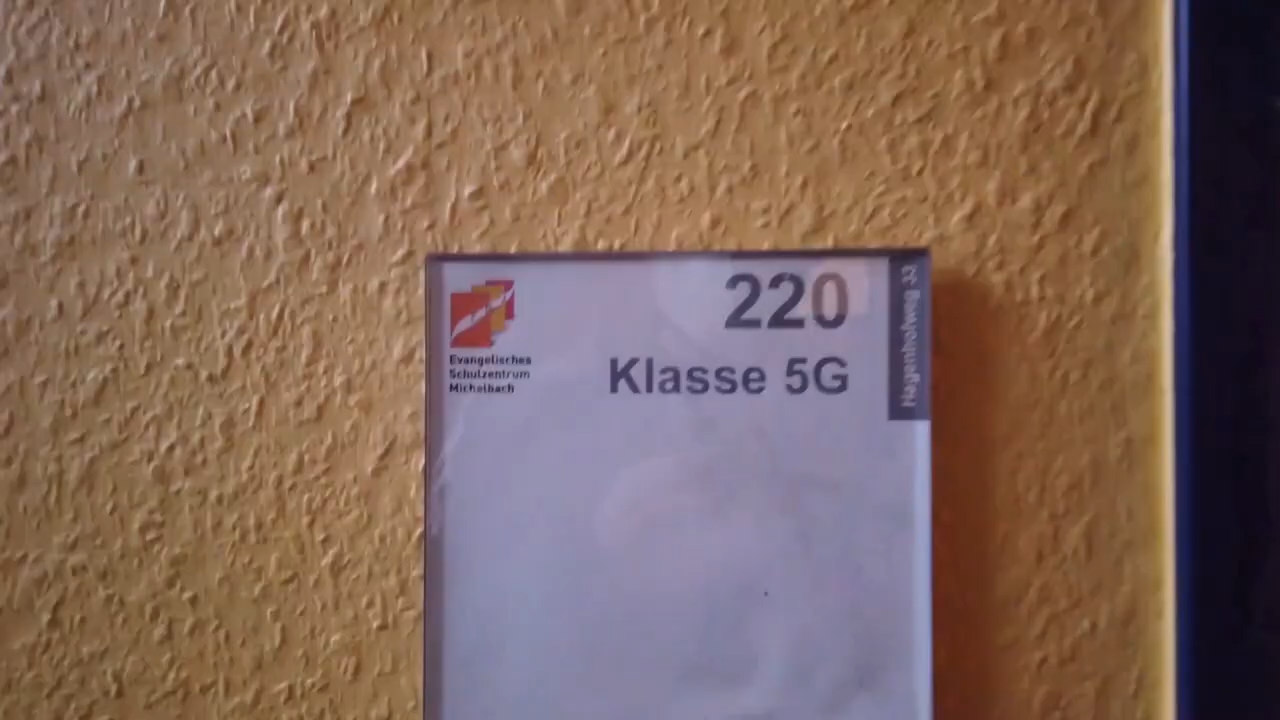 220
Klasse 5G
Evangelisches
Schulzentrum
Michelbach
Hagenhofweg 33